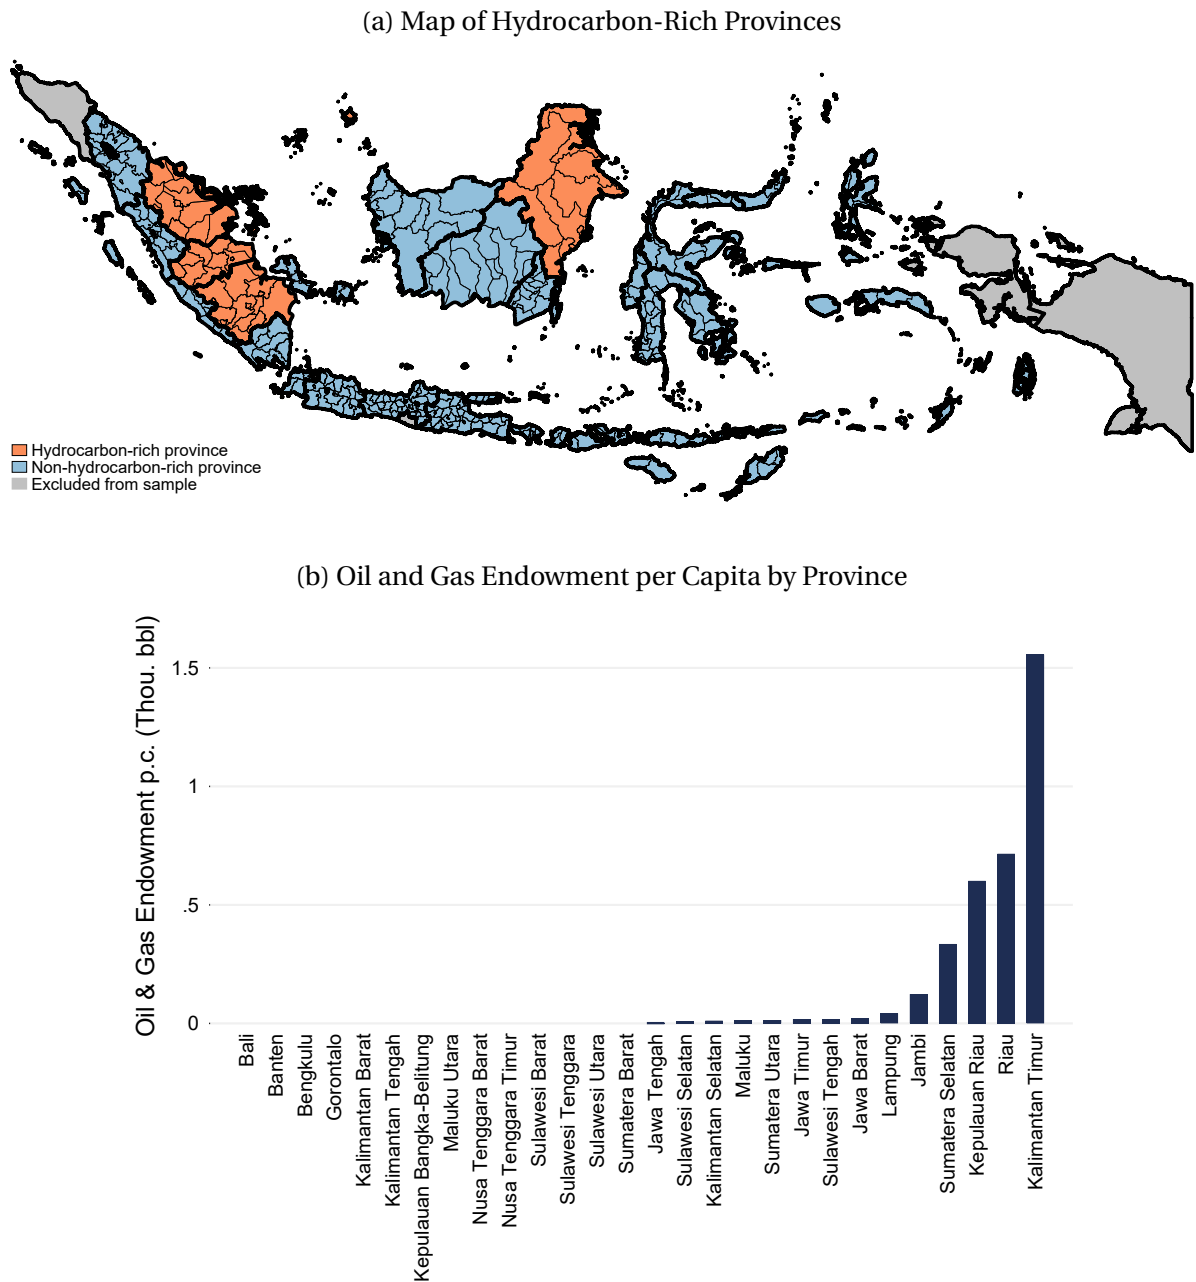 (a) Map of Hydrocarbon-Rich Provinces
Hydrocarbon-rich province
Non-hydrocarbon-rich province
Excluded from sample
(b) Oil and Gas Endowment per Capita by Province
Oil & Gas Endowment p.c. (Thou. bbl)
1.5
1
.5
0
Bali
Banten
Bengkulu
Gorontalo
Kalimantan Barat
Kalimantan Tengah
Kepulauan Bangka-Belitung
Maluku Utara
Nusa Tenggara Barat
Nusa Tenggara Timur
Sulawesi Barat
Sulawesi Tenggara
Sulawesi Utara
Sumatera Barat
Jawa Tengah
Sulawesi Selatan
Kalimantan Selatan
Maluku
Sumatera Utara
Jawa Timur
Sulawesi Tengah
Jawa Barat
Lampung
Jambi
Sumatera Selatan
Kepulauan Riau
Riau
Kalimantan Timur